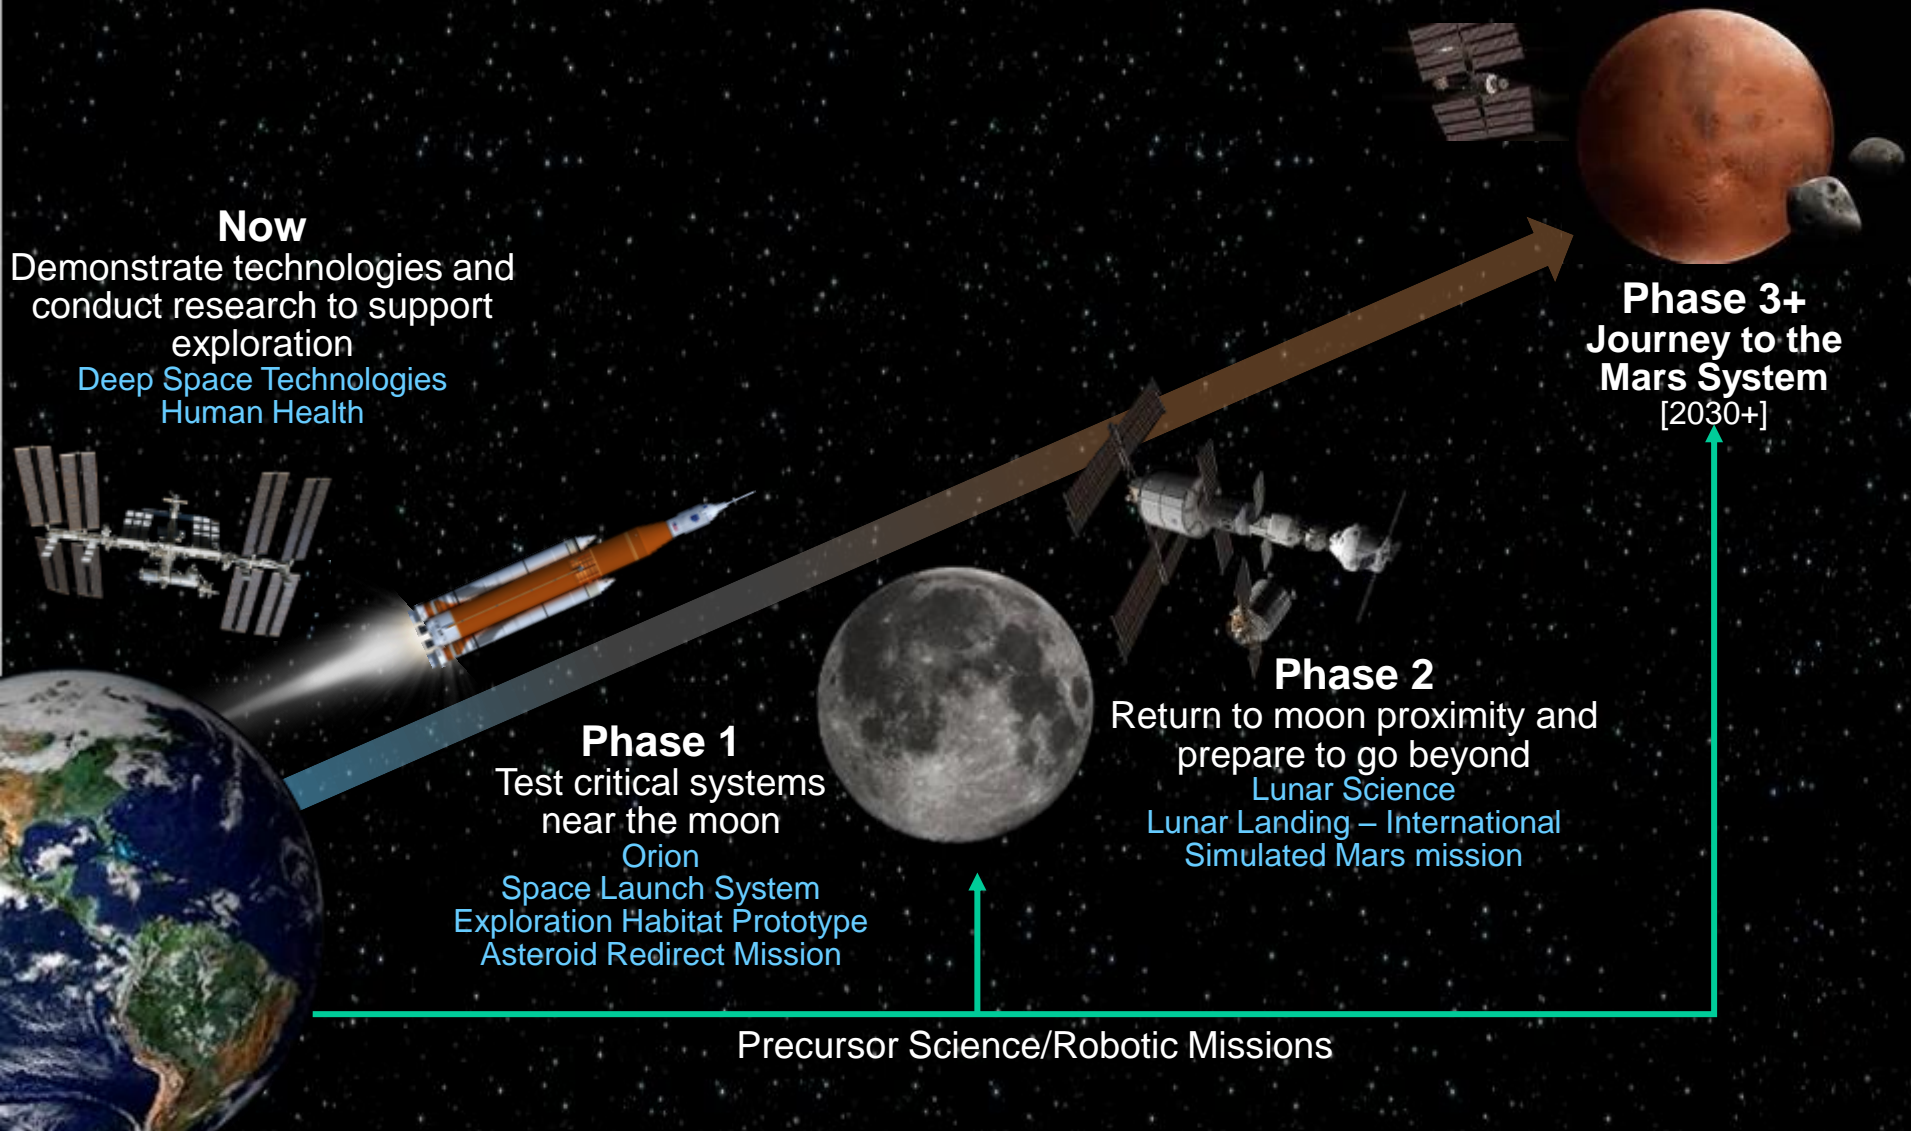 Now
Demonstrate technologies and
conduct research to support
exploration
Deep Space Technologies
Human Health
Phase 1
Test critical systems
near the moon
Orion
Space Launch System
Exploration Habitat Prototype
Asteroid Redirect Mission
Phase 2
Return to moon proximity and
prepare to go beyond
Lunar Science
Lunar Landing – International
Simulated Mars mission
Phase 3+
Journey to the
Mars System
[2030+]
Precursor Science/Robotic Missions